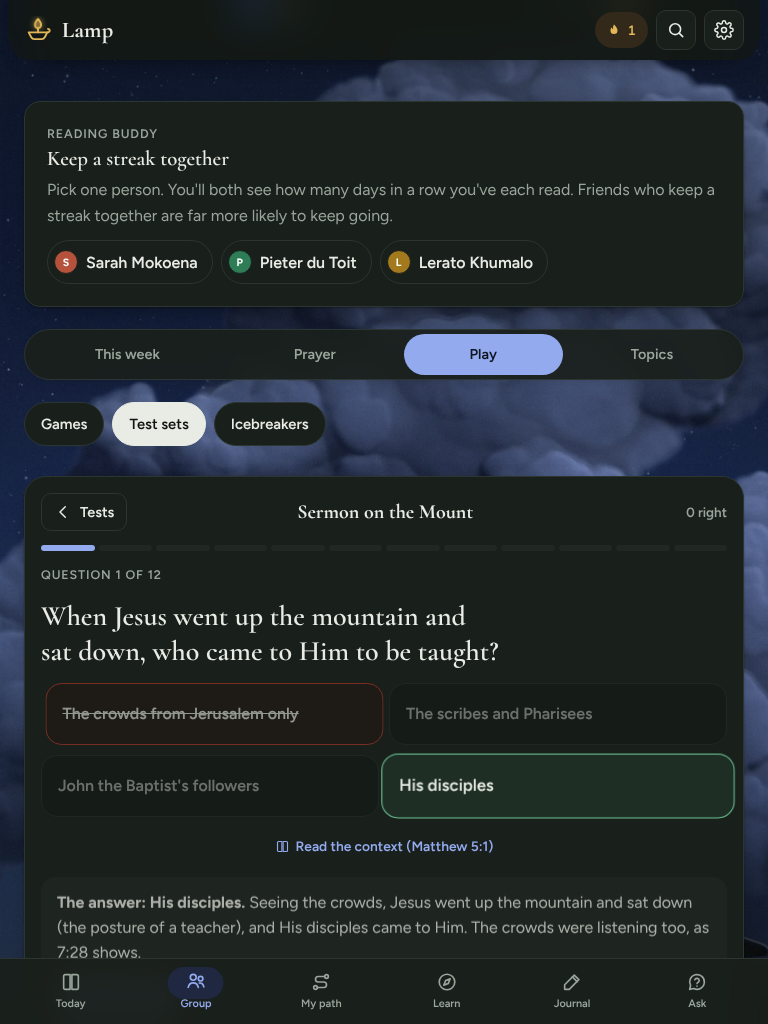 Lamp
1
READING BUDDY
Keep a streak together
Pick one person. You'll both see how many days in a row you've each read. Friends who keep a
streak together are far more likely to keep going.
S Sarah Mokoena P Pieter du Toit L Lerato Khumalo
This week Prayer Play Topics
Games Test sets Icebreakers
Tests Sermon on the Mount 0 right
QUESTION 1 OF 12
When Jesus went up the mountain and
sat down, who came to Him to be taught?
The crowds from Jerusalem only The scribes and Pharisees
John the Baptist's followers His disciples
Read the context (Matthew 5:1)
The answer: His disciples. Seeing the crowds, Jesus went up the mountain and sat down
(the posture of a teacher), and His disciples came to Him. The crowds were listening too, as
7:28 shows.
Today Group My path Learn Journal Ask